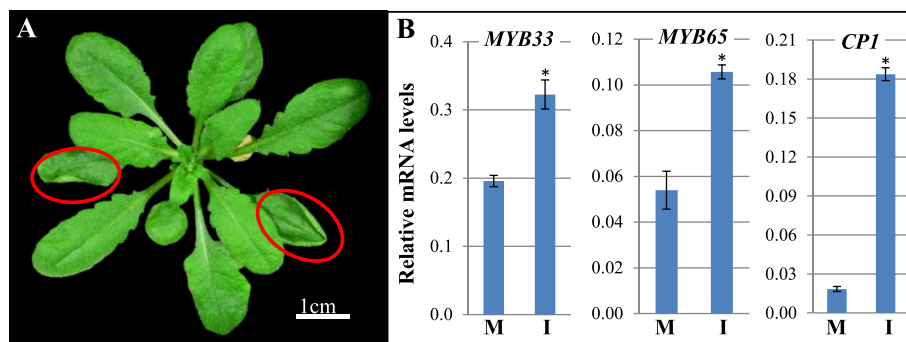 A
1cm
B
Relative mRNA levels
MYB33
0.4
0.3
0.2
0.1
0.0
*
M I
MYB65
0.12
0.10
0.08
0.06
0.04
0.02
0.00
*
M I
CP1
0.21
0.18
0.15
0.12
0.09
0.06
0.03
0.00
*
M I